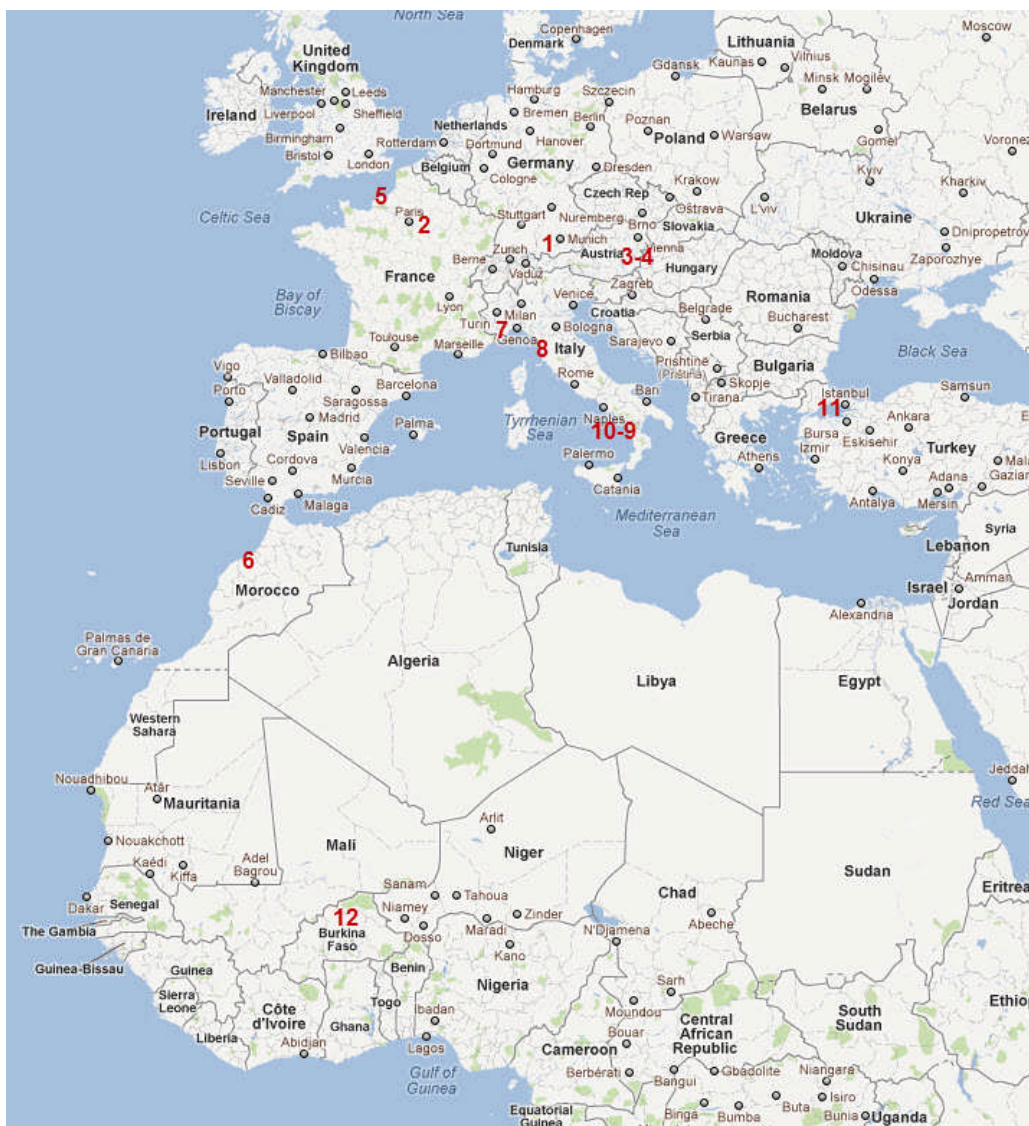 North Sea
Copenhagen
Moscow
Denmark
Lithuania
United
Kingdom
Kaunas
Vilnius
Gdansk
Minsk
Mogilev
Manchester
Leeds
Hamburg
Szczecin
Ireland
Liverpool
Sheffield
Bremen
Belarus
Netherlands
Berlin
Poznan
Poland
Warsaw
Birmingham
Rotterdam
Dortmund
Hanover
Gomel
Voronez
Bristol
London
Belgium
Germany
Dresden
Kyiv
Cologne
Krakow
Kharkiv
5
Czech Rep
Ostrava
L'viv
Celtic Sea
Paris
2
Stuttgart
Nuremberg
Brno
Slovakia
Ukraine
Dnipropetrov
1
Munich
Vienna
Zurich
Austria
3-4
Moldova
Zaporozhye
Berne
Vaduz
Hungary
Chisinau
France
Zagreb
Odessa
Bay of
Biscay
Lyon
Venice
Romania
Milan
Croatia
Belgrade
Turin
7
Bologna
Bucharest
Genoa
Serbia
Toulouse
Marseille
8
Italy
Sarajevo
Black Sea
Bilbao
Prishtinë
(Priština)
Bulgaria
Vigo
Rome
Skopje
Valladolid
Barcelona
Bari
Istanbul
Samsun
Porto
Saragossa
Tirana
11
Madrid
Palma
Tyrrhenian
Sea
Naples
Ankara
Portugal
Spain
10-9
Greece
Bursa
Eskisehir
Turkey
Valencia
Izmir
Lisbon
Cordova
Palermo
Athens
Konya
Mala
Seville
Murcia
Catania
Adana
Gazian
Cadiz
Malaga
Antalya
Mersin
Mediterranean
Sea
Syria
6
Tunisia
Lebanon
Morocco
Israel
Amman
Jordan
Alexandria
Palmas de
Gran Canaria
Algeria
Libya
Egypt
Western
Sahara
Nouadhibou
Jeddah
Atâr
Mauritania
Red Sea
Arlit
Nouakchott
Mali
Niger
Kaédi
Kiffa
Adel
Bagrou
Sudan
Sanam
Tahoua
Chad
Eritrea
Dakar
Senegal
12
Niamey
Zinder
Abeche
The Gambia
Burkina
Faso
Dosso
Maradi
N'Djamena
Guinea-Bissau
Kano
Guinea
Benin
Nigeria
Sarh
Sierra
Leone
Côte
d'Ivoire
Togo
Ibadan
Moundou
Central
African
Republic
South
Sudan
Ethio
Liberia
Ghana
Bouar
Abidjan
Lagos
Cameroon
Berbérati
Bangui
Gbadolite
Niangara
Gulf of
Guinea
Buta
Isiro
Equatorial
Guinea
Binga
Bumba
Bunia
Uganda